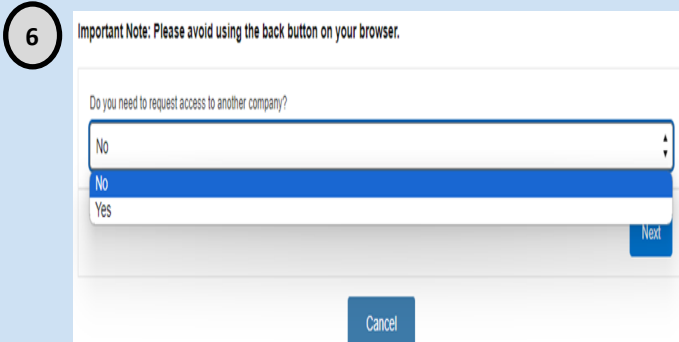 6
Important Note: Please avoid using the back button on your browser.
Do you need to request access to another company?
No
No
Yes
Next
Cancel